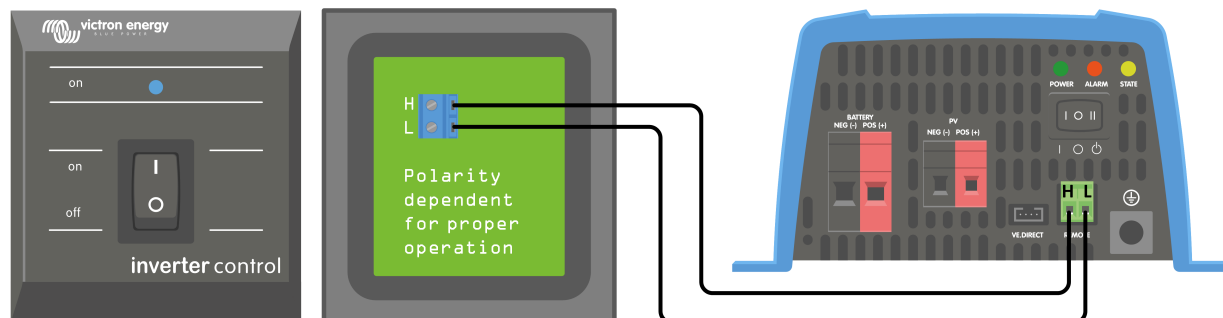 victron energy
BLUE POWER
on
on
off
I
O
inverter control
H
L
Polarity
dependent
for proper
operation
POWER ALARM STATE
BATTERY
NEG (-) POS (+)
PV
NEG (-) POS (+)
I O II
I O
H L
VE.DIRECT
REMOTE